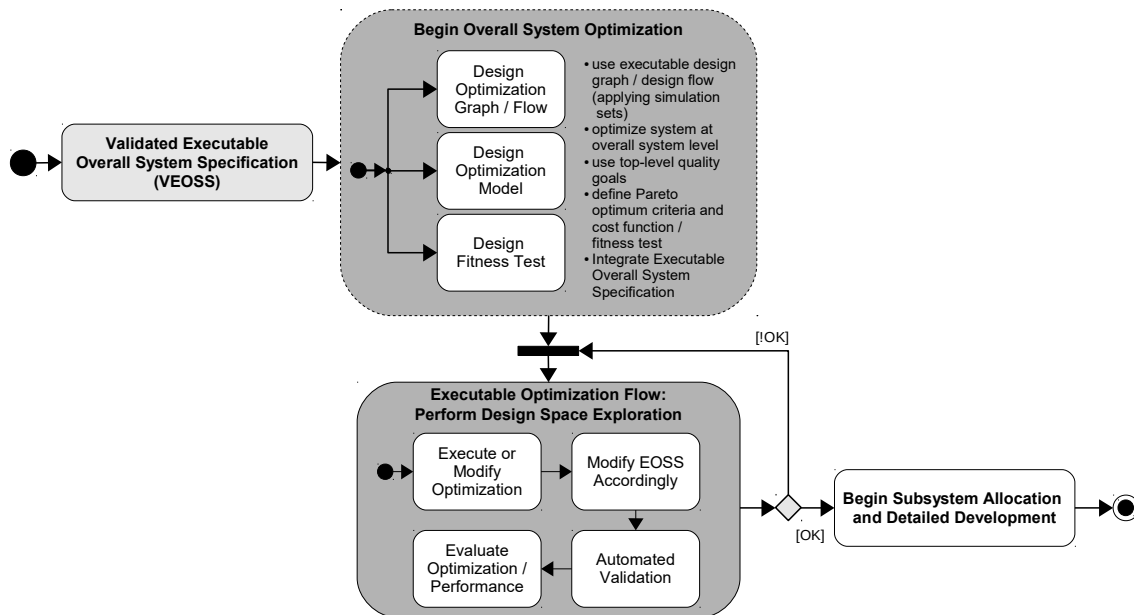 Begin Overall System Optimization
Validated Executable
Overall System Specification
(VEOSS)
Design
Optimization
Graph / Flow
Design
Optimization
Model
Design
Fitness Test
• use executable design
graph / design flow
(applying simulation
sets)
• optimize system at
overall system level
• use top-level quality
goals
• define Pareto
optimum criteria and
cost function /
fitness test
• Integrate Executable
Overall System
Specification
[!OK]
Executable Optimization Flow:
Perform Design Space Exploration
Execute or
Modify
Optimization
Modify EOSS
Accordingly
Evaluate
Optimization /
Performance
Automated
Validation
[OK]
Begin Subsystem Allocation
and Detailed Development